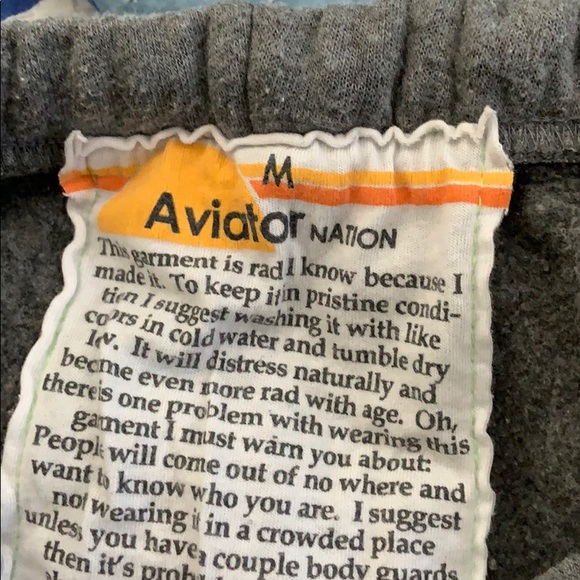 M
Aviator NATION
This garment is rad I know because I
made it. To keep it in pristine condi-
tion I suggest washing it with like
colors in cold water and tumble dry
low. It will distress naturally and
become even more rad with age. Oh,
there's one problem with wearing this
garment I must warn you about:
People will come out of no where and
want to know who you are. I suggest
not wearing it in a crowded place
unless you have a couple body guards
then it's